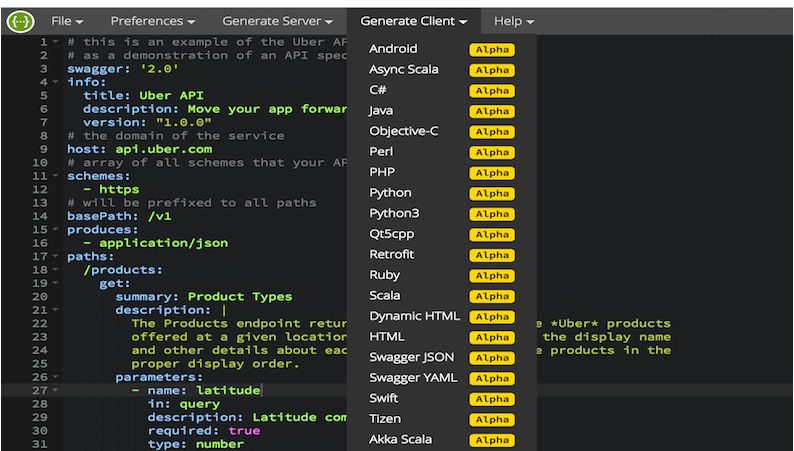 File Preferences Generate Server Generate Client Help
1 # this is an example of the Uber AP
2 # as a demonstration of an API spec
3 swagger: '2.0'
4 info:
5 title: Uber API
6 description: Move your app forwar
7 version: "1.0.0"
8 # the domain of the service
9 host: api.uber.com
10 # array of all schemes that your AP
11 schemes:
12 - https
13 # will be prefixed to all paths
14 basePath: /v1
15 produces:
16 - application/json
17 paths:
18 /products:
19 get:
20 summary: Product Types
21 description: |
22 The Products endpoint retur e *Uber* products
23 offered at a given location the display name
24 and other details about eac e products in the
25 proper display order.
26 parameters:
27 - name: latitude
28 in: query
29 description: Latitude com
30 required: true
31 type: number
Android Alpha
Async Scala Alpha
C# Alpha
Java Alpha
Objective-C Alpha
Perl Alpha
PHP Alpha
Python Alpha
Python3 Alpha
Qt5cpp Alpha
Retrofit Alpha
Ruby Alpha
Scala Alpha
Dynamic HTML Alpha
HTML Alpha
Swagger JSON Alpha
Swagger YAML Alpha
Swift Alpha
Tizen Alpha
Akka Scala Alpha